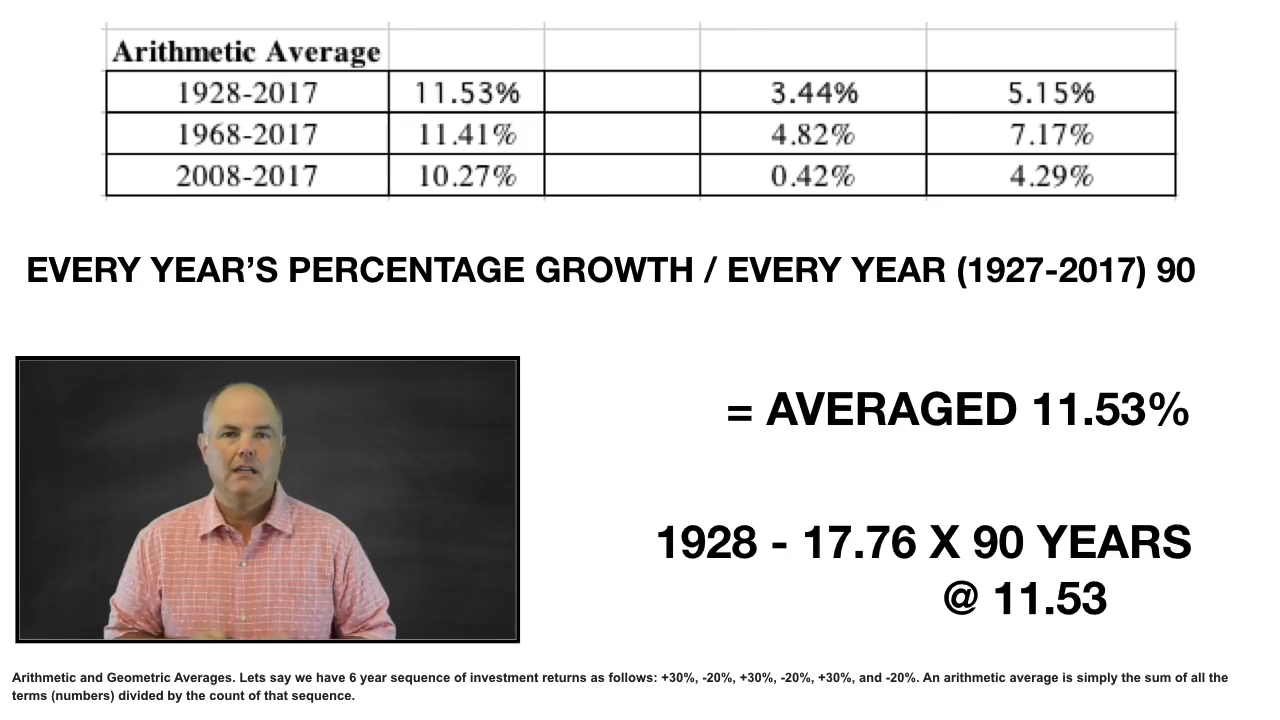 Arithmetic Average
1928-2017 11.53% 3.44% 5.15%
1968-2017 11.41% 4.82% 7.17%
2008-2017 10.27% 0.42% 4.29%
EVERY YEAR’S PERCENTAGE GROWTH / EVERY YEAR (1927-2017) 90
= AVERAGED 11.53%
1928 - 17.76 X 90 YEARS
@ 11.53
Arithmetic and Geometric Averages. Lets say we have 6 year sequence of investment returns as follows: +30%, -20%, +30%, -20%, +30%, and -20%. An arithmetic average is simply the sum of all the
terms (numbers) divided by the count of that sequence.